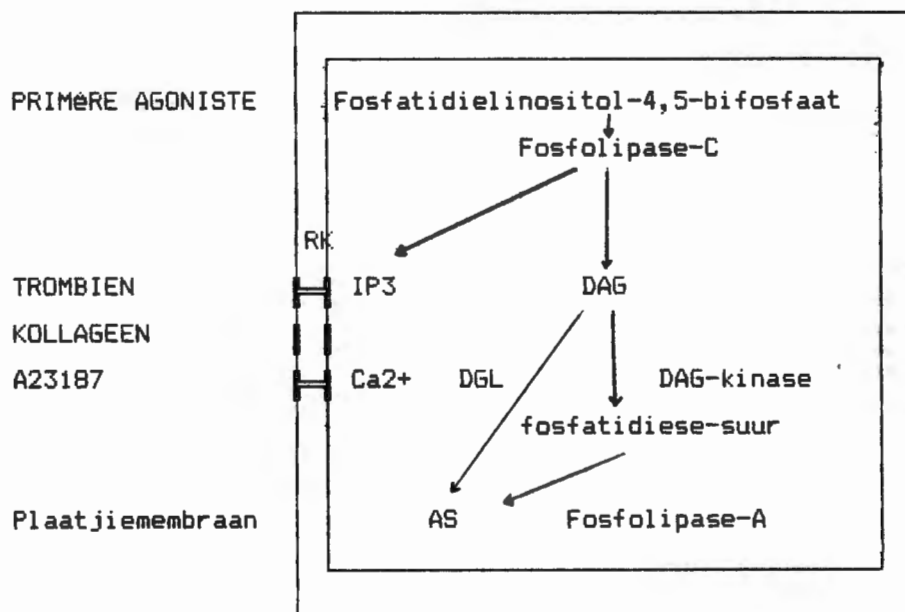 PRIMèRE AGONISTE Fosfatidielinositol-4,5-bifosfaat
Fosfolipase-C
RK
TROMBIEN IP3 DAG
KOLLAGEEN
A23187 Ca2+ DGL DAG-kinase
fosfatidiese-suur
Plaatjiemembraan AS Fosfolipase-A